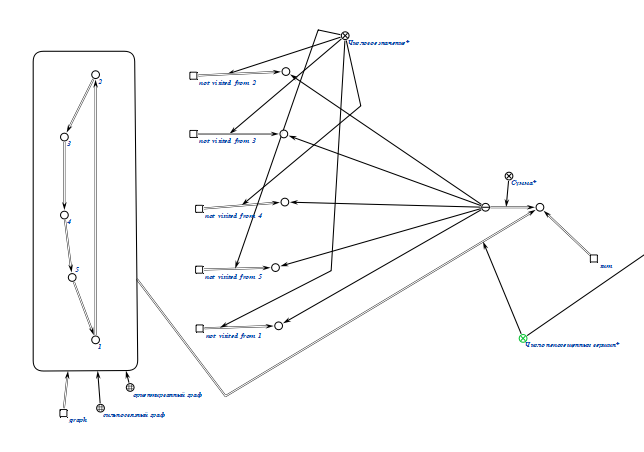 Числовое значение*
2
not visited from 2
3
not visited from 3
Сумма*
4
not visited from 4
5
not visited from 5
sum
1
not visited from 1
Число непосещенных вершин*
ориентированный граф
сильносвязный граф
graph